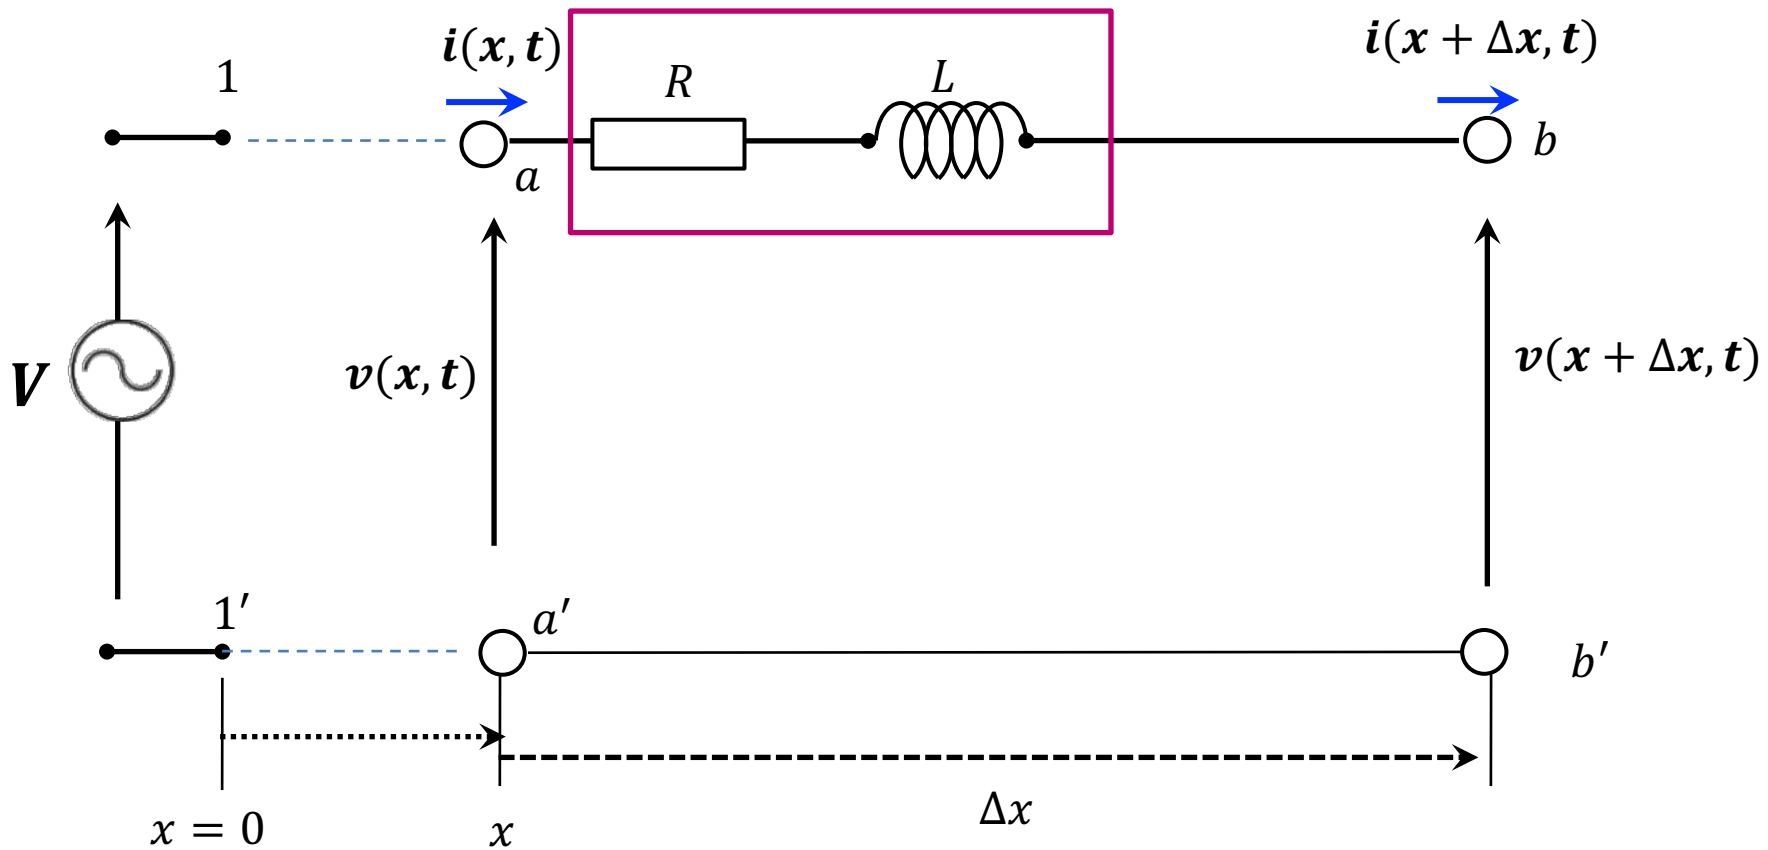 i(x, t)
i(x + Δx, t)
1
R
L
a
b
V
v(x, t)
v(x + Δx, t)
1′
a′
b′
x = 0
x
Δx